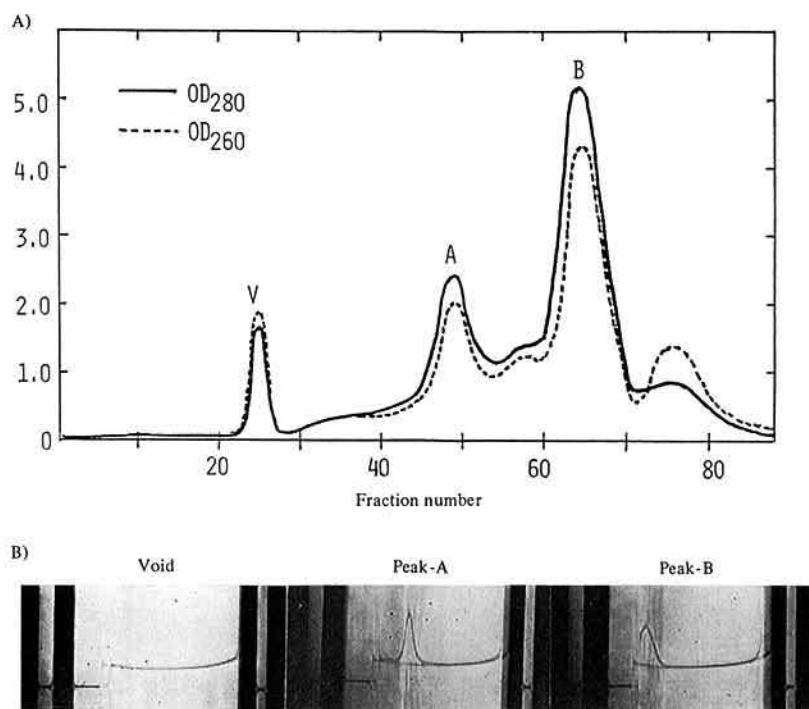 A)
5.0
4.0
3.0
2.0
1.0
0
OD280
OD260
V
A
B
20
40
60
80
Fraction number
B)
Void
Peak-A
Peak-B